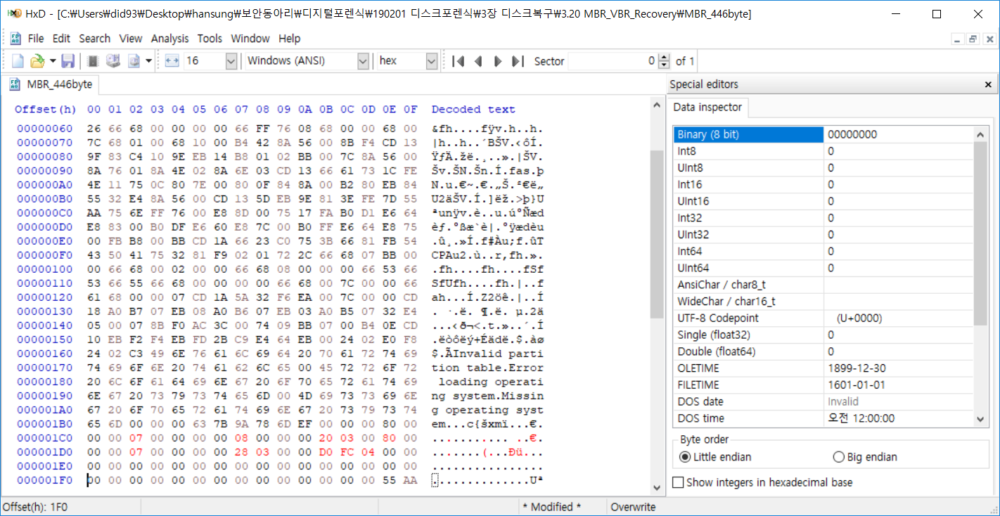 HxD - [C:₩Users₩did93₩Desktop₩hansung₩보안동아리₩디지털포렌식₩190201 디스크포렌식₩3장 디스크복구₩3.20 MBR_VBR_Recovery₩MBR_446byte]
File Edit Search View Analysis Tools Window Help
16 Windows (ANSI) hex Sector 0 of 1
MBR_446byte
Offset(h) 00 01 02 03 04 05 06 07 08 09 0A 0B 0C 0D 0E 0F Decoded text
00000060 26 66 68 00 00 00 00 66 FF 76 08 68 00 00 68 00 &fh....fÿv.h..h.
00000070 7C 68 01 00 68 10 00 B4 42 8A 56 00 8B F4 CD 13 |h..h..´BŠV.‹ôÍ.
00000080 9F 83 C4 10 9E EB 14 B8 01 02 BB 00 7C 8A 56 00 ŸƒÄ.žë.¸..».|ŠV.
00000090 8A 76 01 8A 4E 02 8A 6E 03 CD 13 66 61 73 1C FE Šv.ŠN.Šn.Í.fas.þ
000000A0 4E 11 75 0C 80 7E 00 80 0F 84 8A 00 B2 80 EB 84 N.u.€~.€.„Š.²€ë„
000000B0 55 32 E4 8A 56 00 CD 13 5D EB 9E 81 3E FE 7D 55 U2äŠV.Í.]ëž.>þ}U
000000C0 AA 75 6E FF 76 00 E8 8D 00 75 17 FA B0 D1 E6 64 ªunÿv.è..u.ú°Ñæd
000000D0 E8 83 00 B0 DF E6 60 E8 7C 00 B0 FF E6 64 E8 75 èƒ.°ßæ`è|.°ÿædèu
000000E0 00 FB B8 00 BB CD 1A 66 23 C0 75 3B 66 81 FB 54 .û¸.»Í.f#Àu;f.ûT
000000F0 43 50 41 75 32 81 F9 02 01 72 2C 66 68 07 BB 00 CPAu2.ù..r,fh.».
00000100 00 66 68 00 02 00 00 66 68 08 00 00 00 66 53 66 .fh....fh....fSf
00000110 53 66 55 66 68 00 00 00 00 66 68 00 7C 00 00 66 SfUfh....fh.|..f
00000120 61 68 00 00 07 CD 1A 5A 32 F6 EA 00 7C 00 00 CD ah...Í.Z2öê.|..Í
00000130 18 A0 B7 07 EB 08 A0 B6 07 EB 03 A0 B5 07 32 E4 . ·.ë. ¶.ë. µ.2ä
00000140 05 00 07 8B F0 AC 3C 00 74 09 BB 07 00 B4 0E CD ...‹ð¬<.t.»..´.Í
00000150 10 EB F2 F4 EB FD 2B C9 E4 64 EB 00 24 02 E0 F8 .ëòôëý+Éädë.$.àø
00000160 24 02 C3 49 6E 76 61 6C 69 64 20 70 61 72 74 69 $.ÃInvalid parti
00000170 74 69 6F 6E 20 74 61 62 6C 65 00 45 72 72 6F 72 tion table.Error
00000180 20 6C 6F 61 64 69 6E 67 20 6F 70 65 72 61 74 69 loading operati
00000190 6E 67 20 73 79 73 74 65 6D 00 4D 69 73 73 69 6E ng system.Missin
000001A0 67 20 6F 70 65 72 61 74 69 6E 67 20 73 79 73 74 g operating syst
000001B0 65 6D 00 00 00 63 7B 9A 78 6D EF 00 00 00 80 00 em...c{šxmï...€.
000001C0 00 00 07 00 00 00 00 08 00 00 00 20 03 00 80 00 ........... ..€.
000001D0 00 00 07 00 00 00 00 28 03 00 00 D0 FC 04 00 00 .......(...Ðü...
000001E0 00 00 00 00 00 00 00 00 00 00 00 00 00 00 00 00 ................
000001F0 00 00 00 00 00 00 00 00 00 00 00 00 00 00 55 AA ..............Uª
Special editors
Data inspector
Binary (8 bit) 00000000
Int8 0
UInt8 0
Int16 0
UInt16 0
Int32 0
UInt32 0
Int64 0
UInt64 0
AnsiChar / char8_t
WideChar / char16_t
UTF-8 Codepoint (U+0000)
Single (float32) 0
Double (float64) 0
OLETIME 1899-12-30
FILETIME 1601-01-01
DOS date Invalid
DOS time 오전 12:00:00
Byte order
Little endian Big endian
Show integers in hexadecimal base
Offset(h): 1F0 * Modified * Overwrite